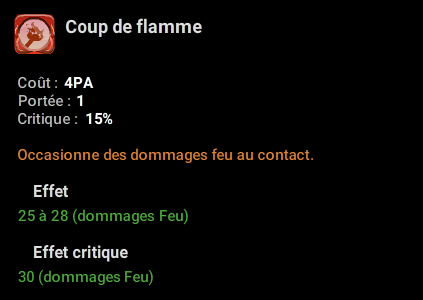 Coup de flamme
Coût : 4PA
Portée : 1
Critique : 15%
Occasionne des dommages feu au contact.
Effet
25 à 28 (dommages Feu)
Effet critique
30 (dommages Feu)